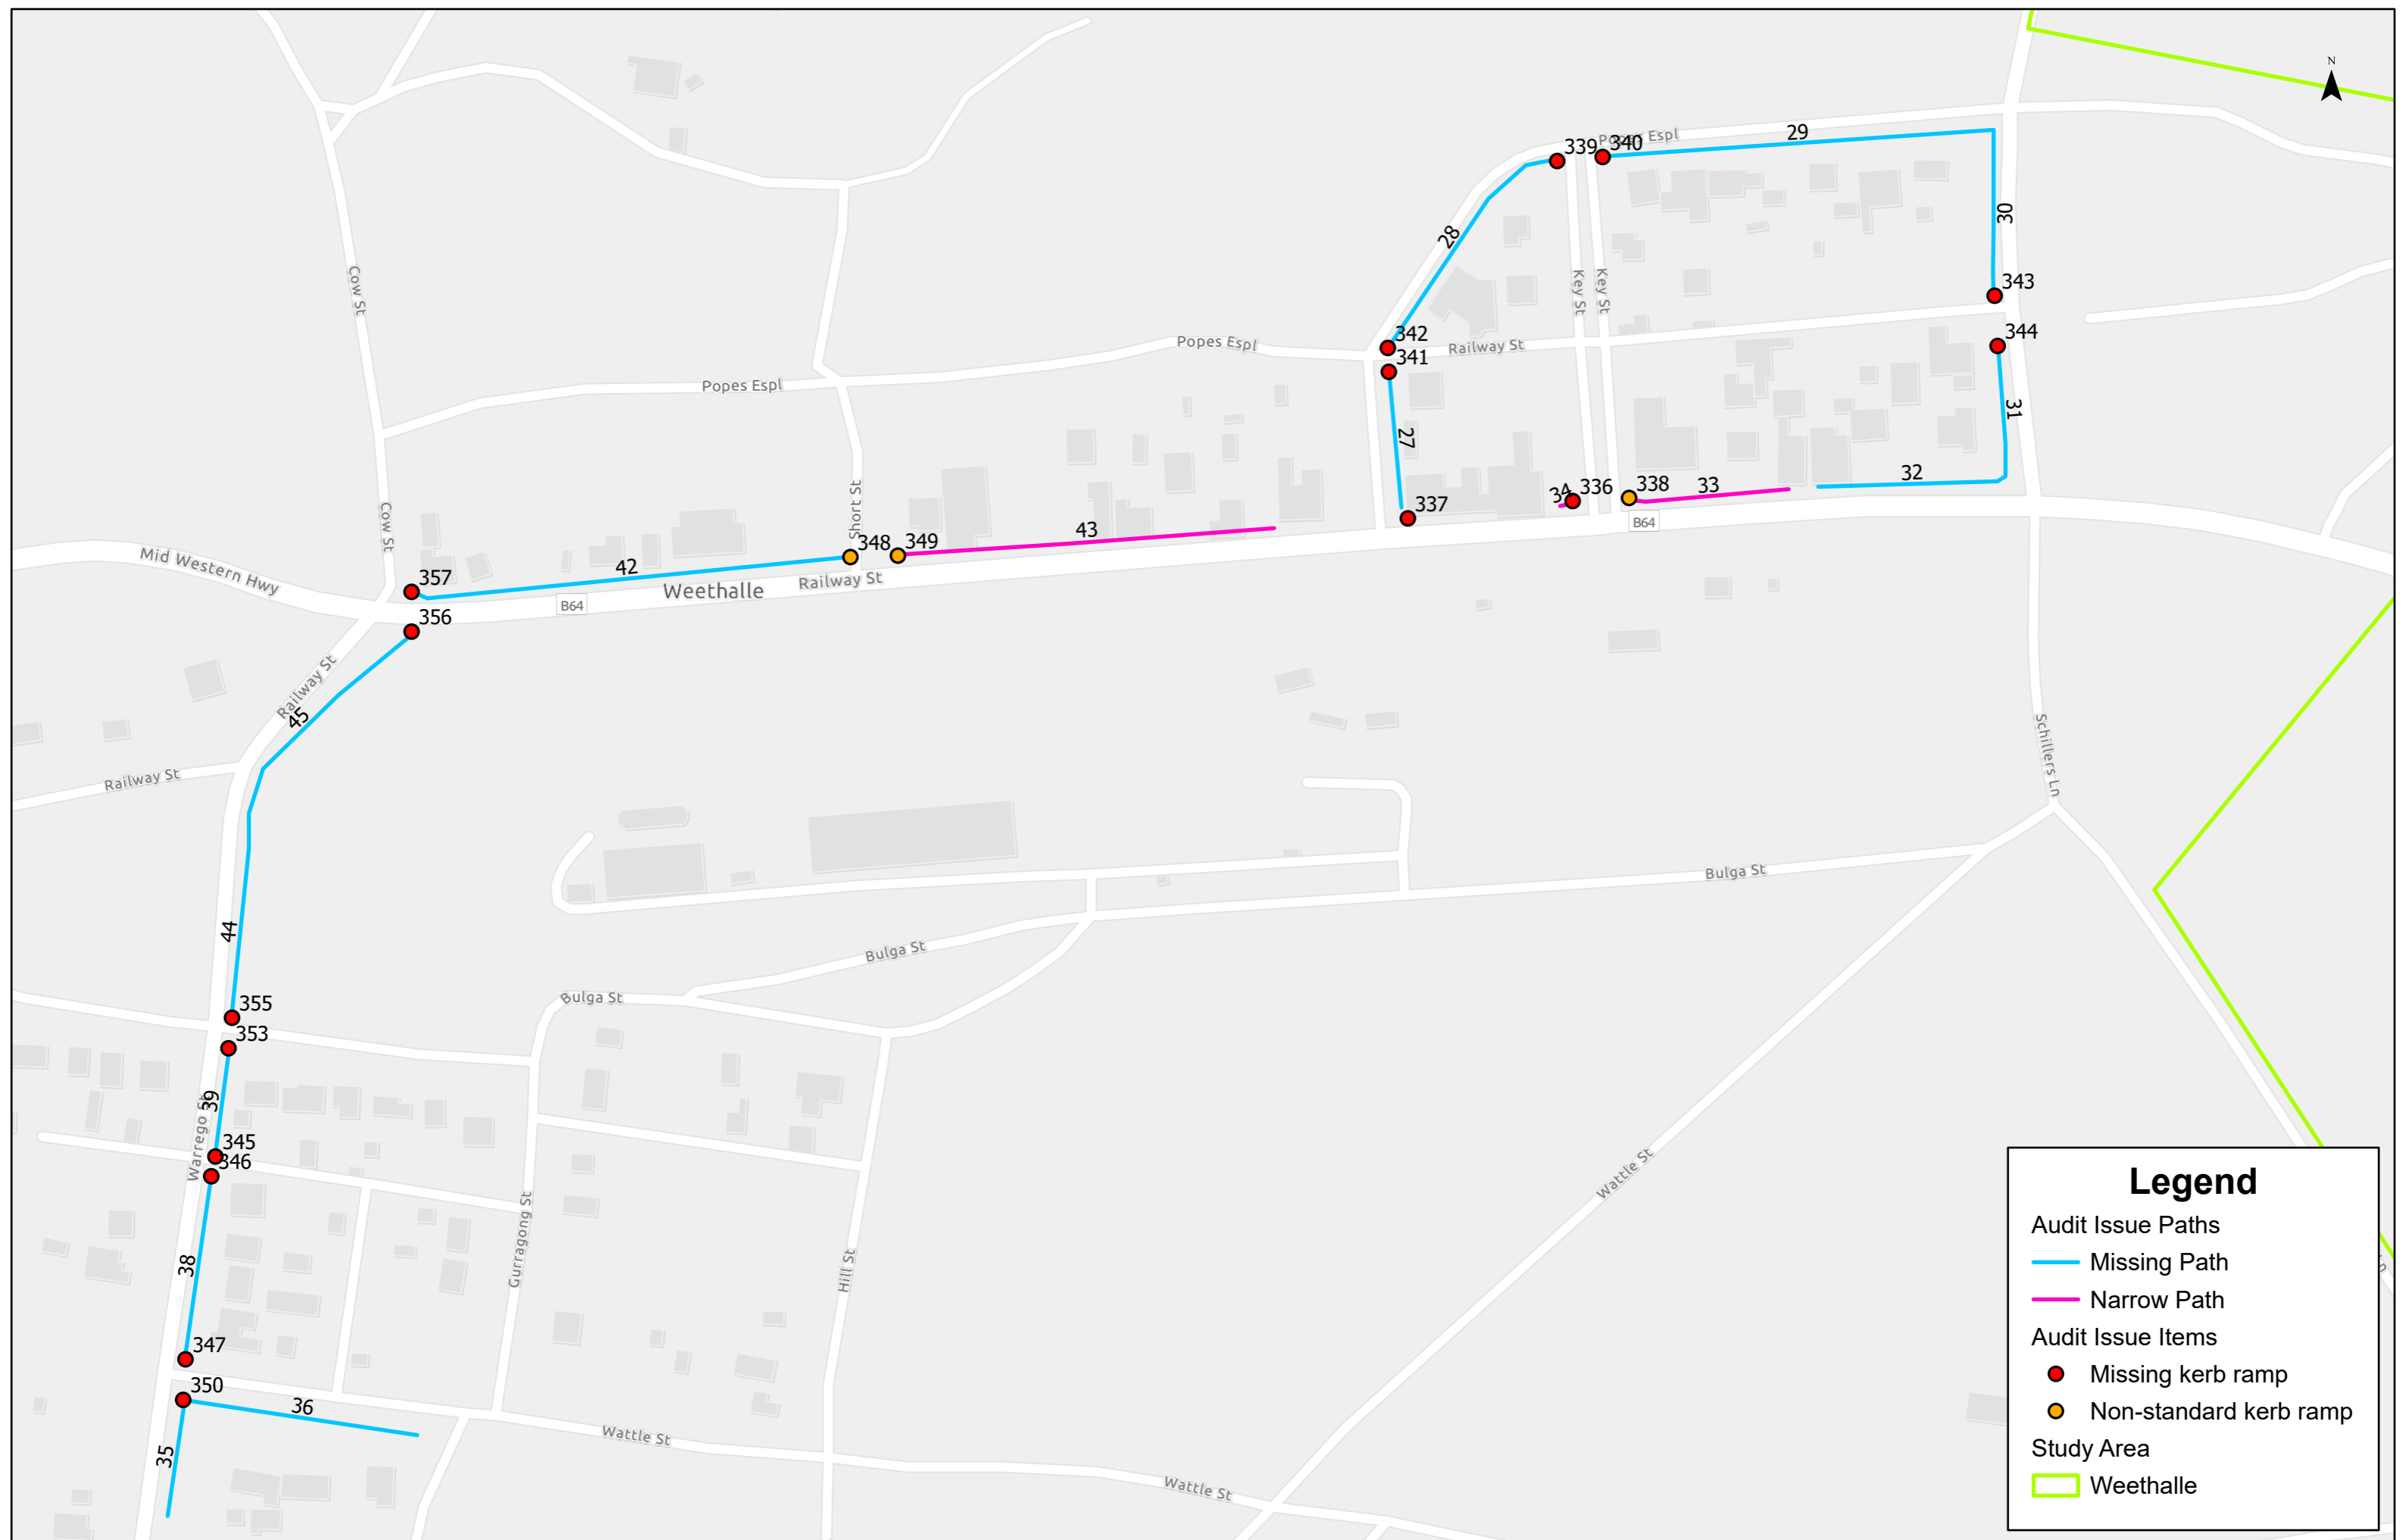 N
29
Popes Espl
339
340
28
30
Cow St
Key St
Key St
343
342
Popes Espl
Railway St
344
341
Popes Espl
31
27
32
Cow St
Short St
34
336
338
33
337
B64
43
348
349
Mid Western Hwy
42
357
Weethalle
Railway St
B64
356
Railway St
45
Railway St
Schillers Ln
Bulga St
44
Bulga St
Bulga St
355
353
39
Warrego St
345
346
Wattle St
Gurragong St
38
Hill St
347
350
36
Wattle St
35
Wattle St
Legend
Audit Issue Paths
Missing Path
Narrow Path
Audit Issue Items
Missing kerb ramp
Non-standard kerb ramp
Study Area
Weethalle